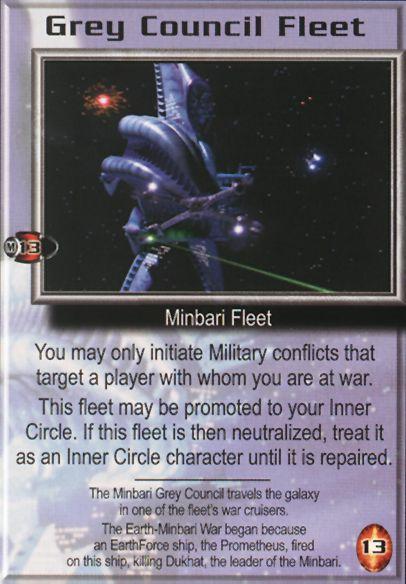 Grey Council Fleet
M 13
Minbari Fleet
You may only initiate Military conflicts that
target a player with whom you are at war.
This fleet may be promoted to your Inner
Circle. If this fleet is then neutralized, treat it
as an Inner Circle character until it is repaired.
The Minbari Grey Council travels the galaxy
in one of the fleet's war cruisers.
The Earth-Minbari War began because
an EarthForce ship, the Prometheus, fired
on this ship, killing Dukhat, the leader of the Minbari.
13